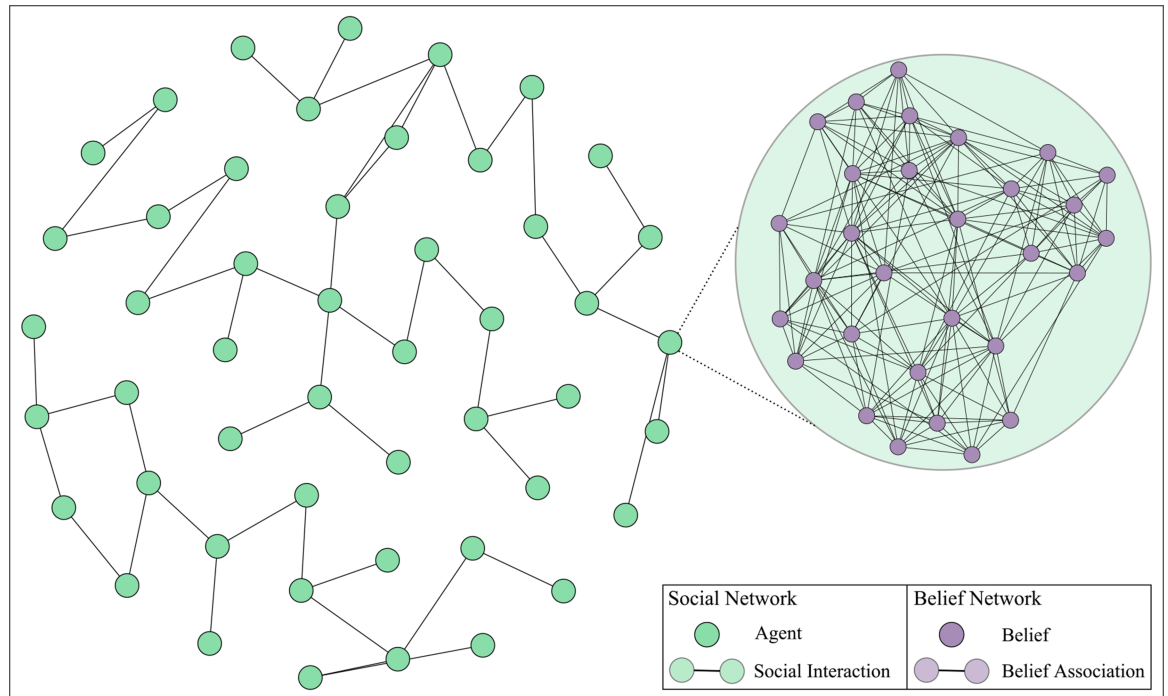 Social Network
Agent
Social Interaction
Belief Network
Belief
Belief Association